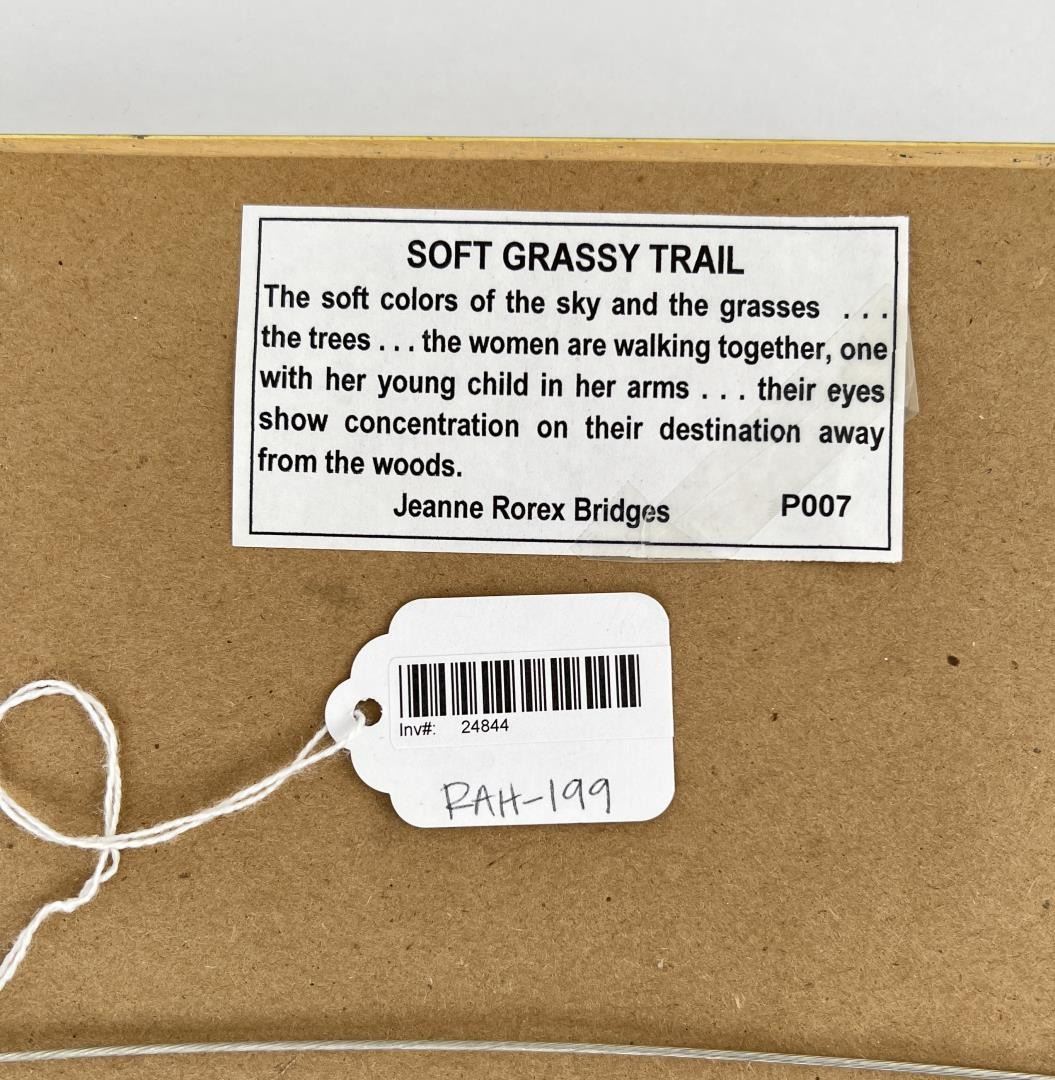 SOFT GRASSY TRAIL
The soft colors of the sky and the grasses ...
the trees ... the women are walking together, one
with her young child in her arms ... their eyes
show concentration on their destination away
from the woods.
Jeanne Rorex Bridges P007
Inv#: 24844
RAH-199